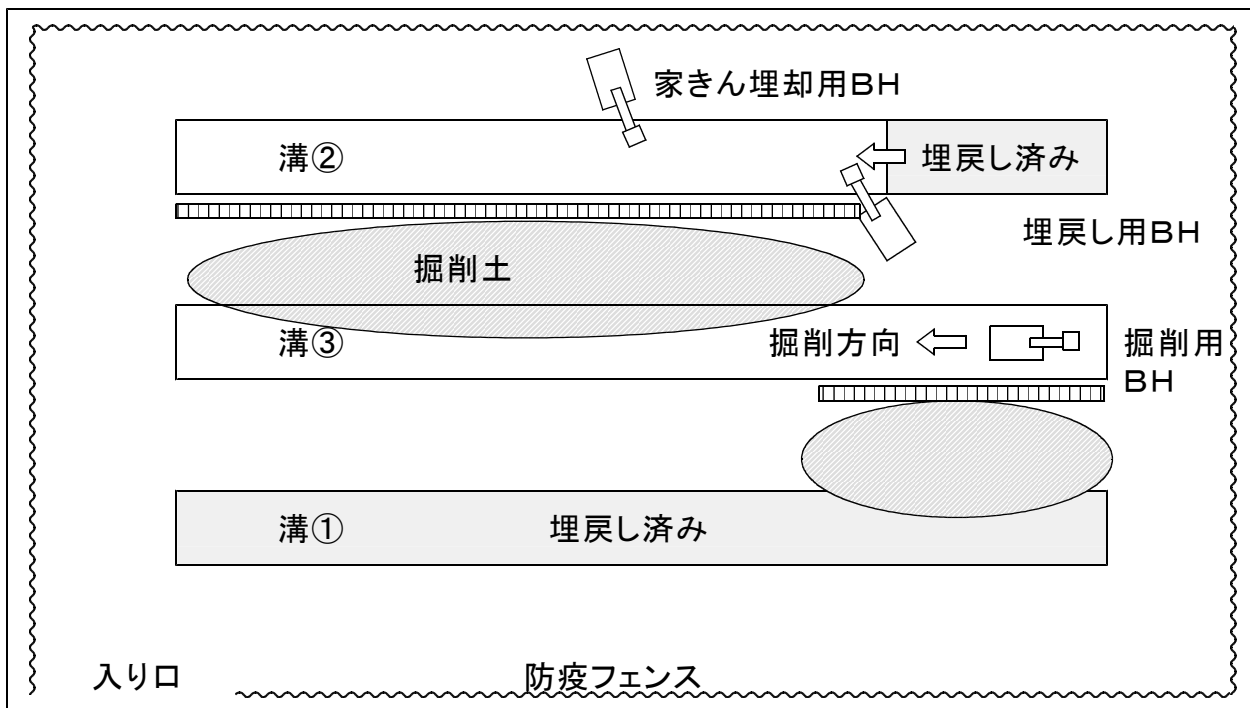 家きん埋却用ＢＨ
溝②
埋戻し済み
埋戻し用ＢＨ
掘削土
溝③
掘削方向
掘削用
ＢＨ
溝①
埋戻し済み
入り口
防疫フェンス